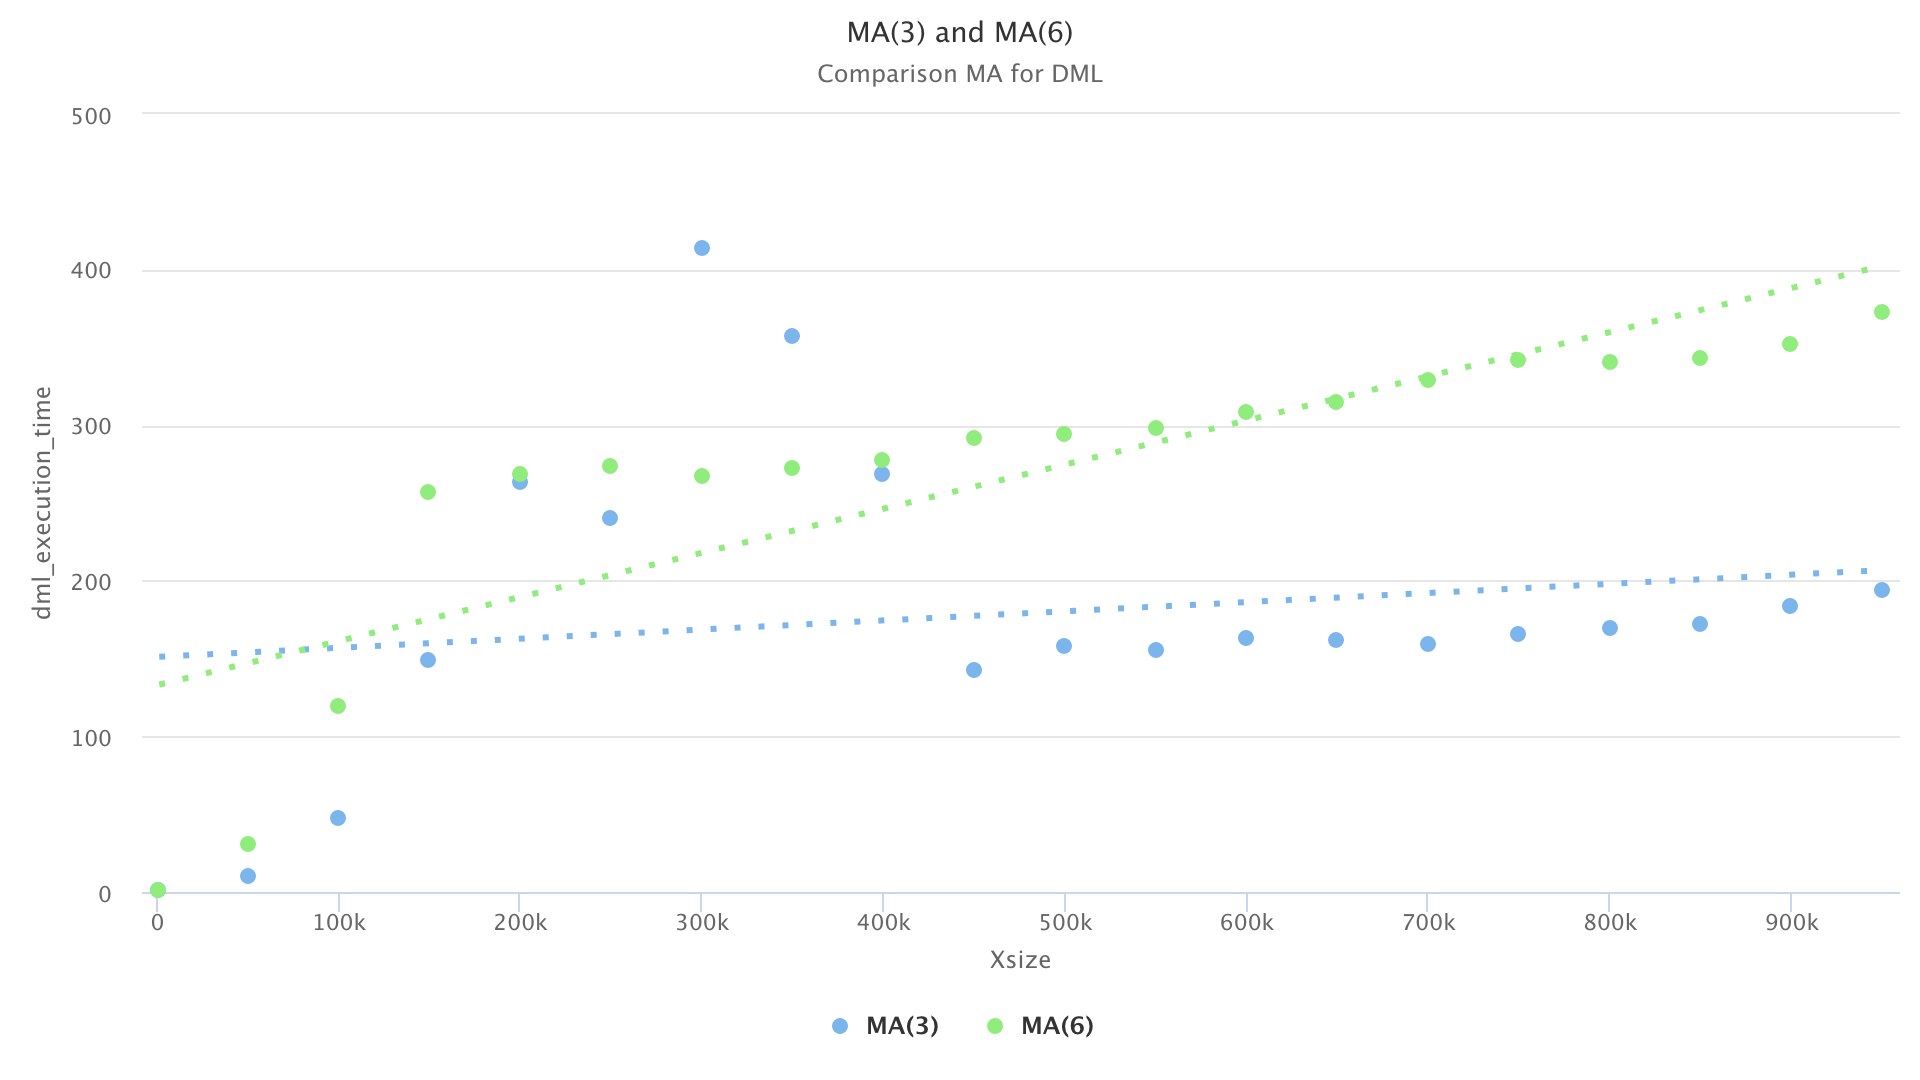 MA(3) and MA(6)
Comparison MA for DML
500
400
300
200
100
0
dml_execution_time
0 100k 200k 300k 400k 500k 600k 700k 800k 900k
Xsize
MA(3) MA(6)